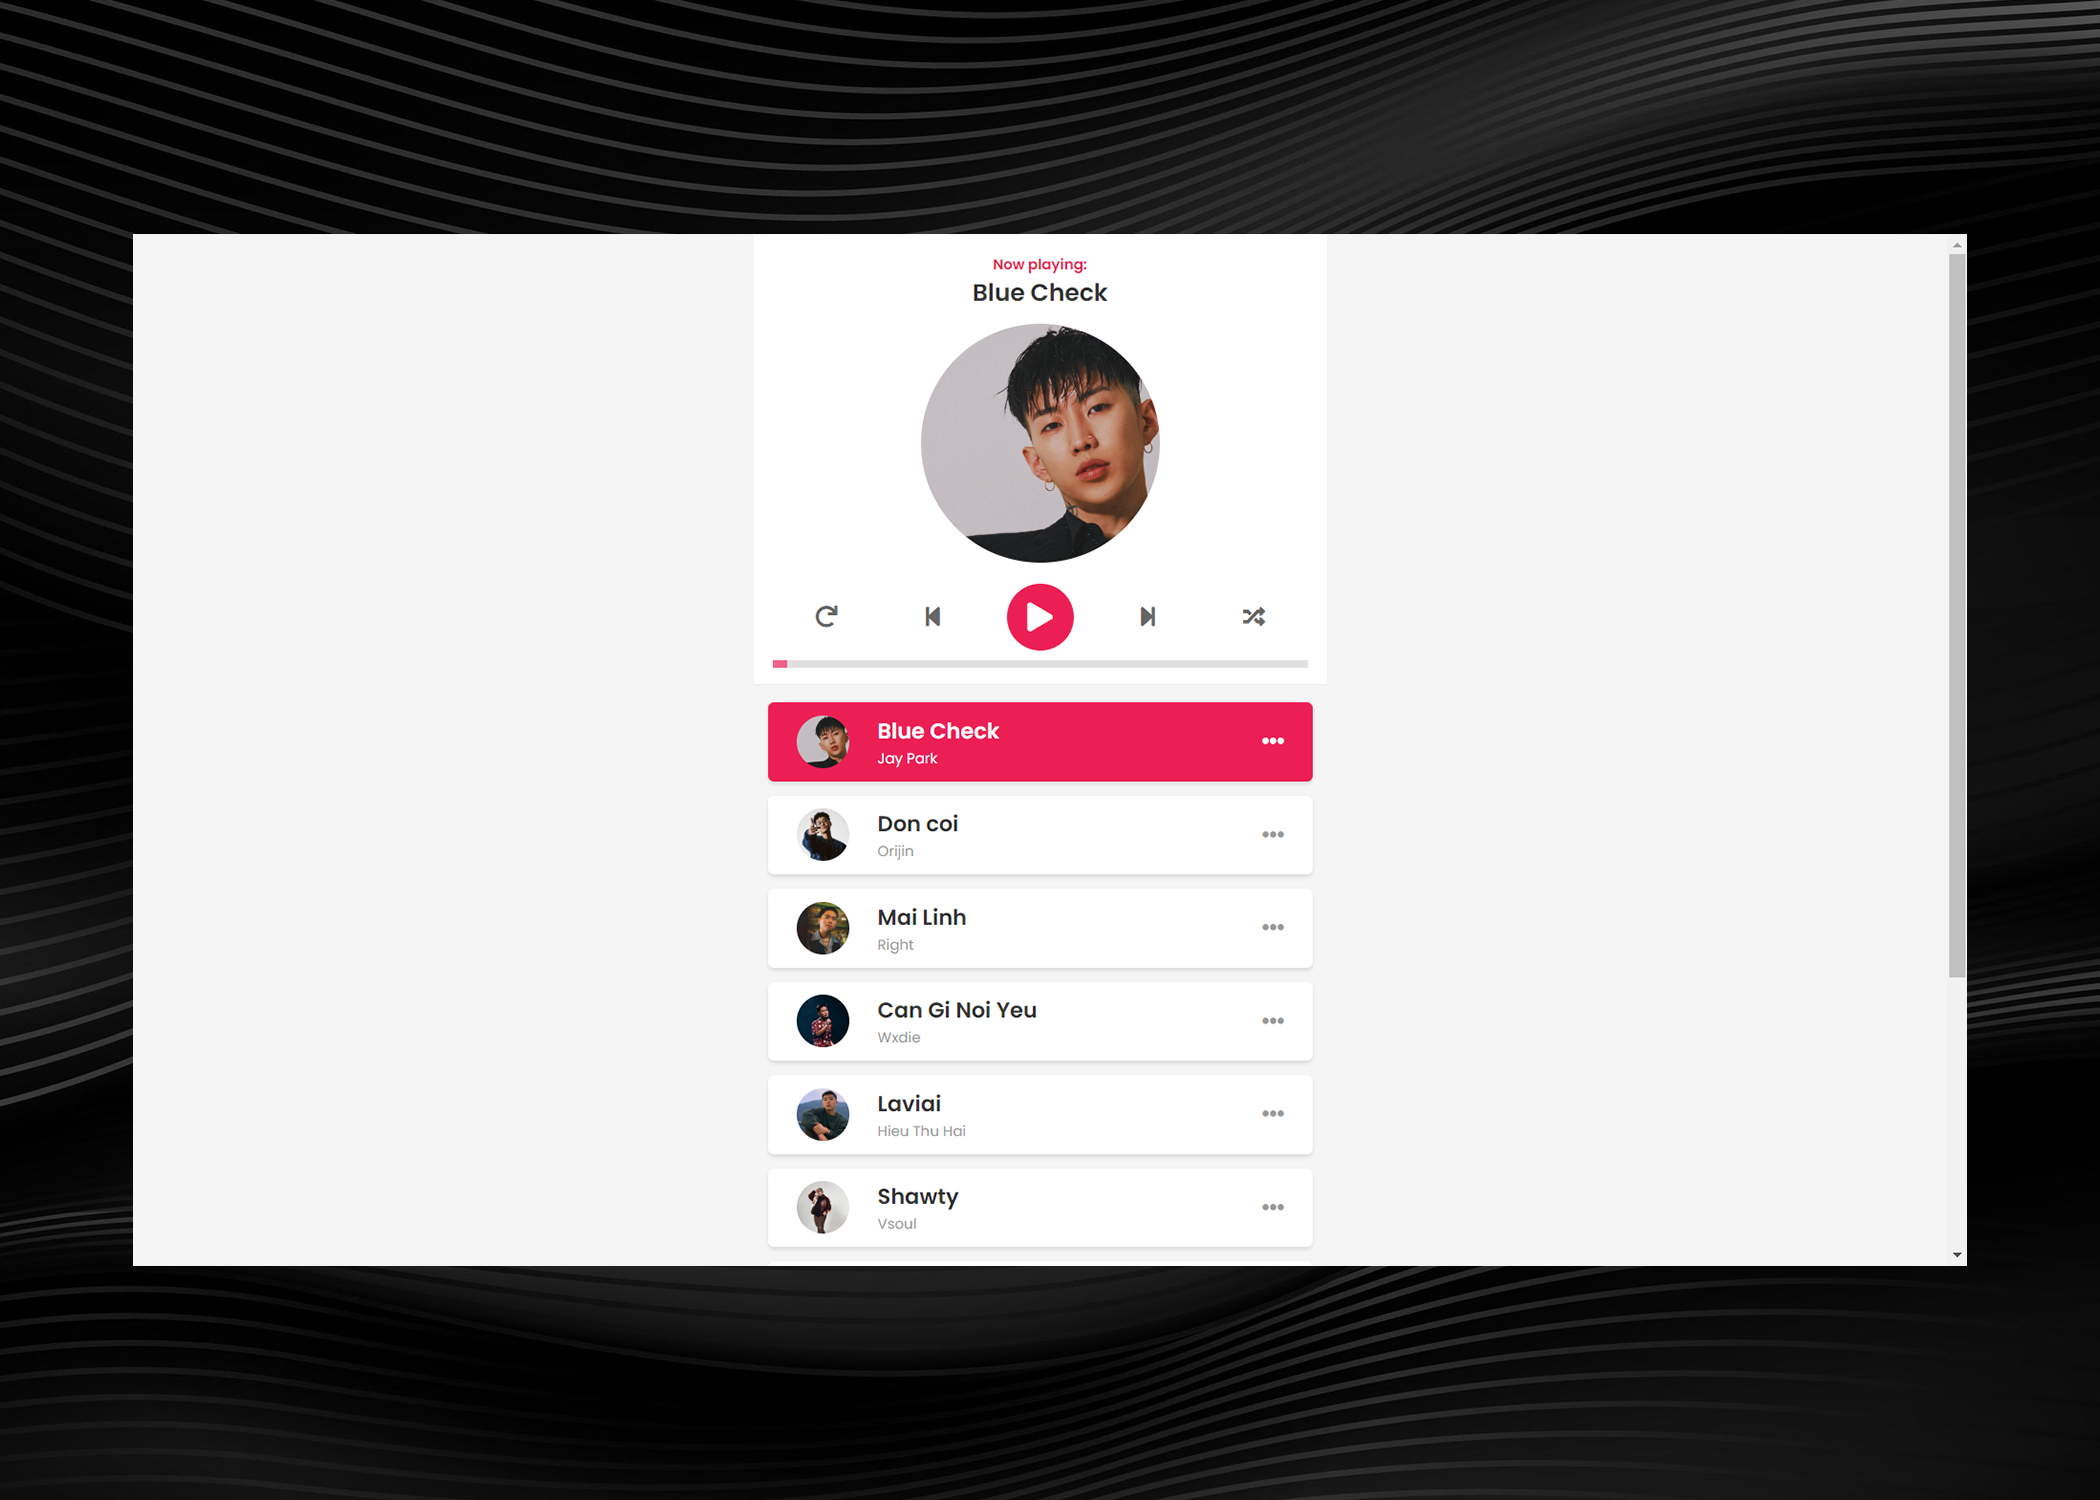 Now playing:
Blue Check
Blue Check
Jay Park
Don coi
Orijin
Mai Linh
Right
Can Gi Noi Yeu
Wxdie
Laviai
Hieu Thu Hai
Shawty
Vsoul